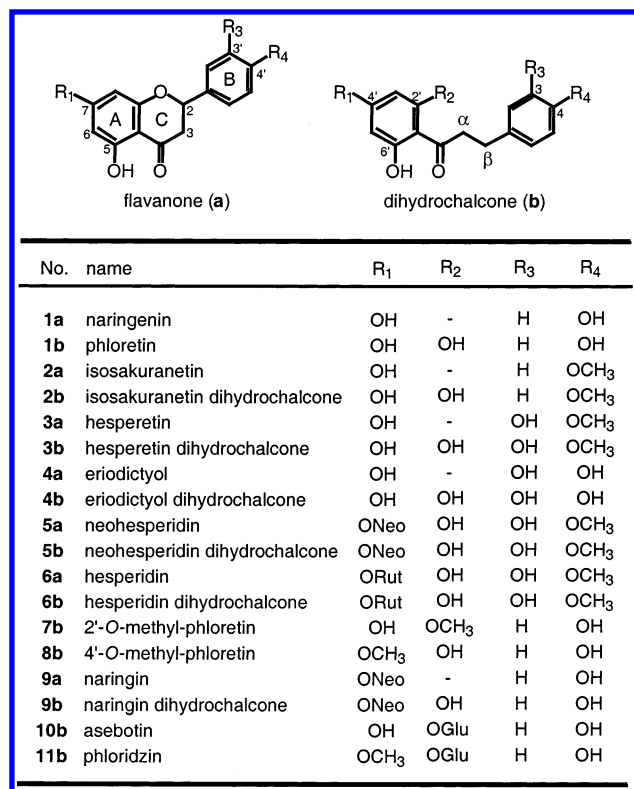 R3
3'
R4
4'
B
R1
7
O
2
A
C
3
6
5
OH
O
flavanone (a)
R3
3
R4
4
R1
4'
2'
R2
α
β
6'
OH
O
dihydrochalcone (b)
No. name R1 R2 R3 R4
1a naringenin OH - H OH
1b phloretin OH OH H OH
2a isosakuranetin OH - H OCH3
2b isosakuranetin dihydrochalcone OH OH H OCH3
3a hesperetin OH - OH OCH3
3b hesperetin dihydrochalcone OH OH OH OCH3
4a eriodictyol OH - OH OH
4b eriodictyol dihydrochalcone OH OH OH OH
5a neohesperidin ONeo OH OH OCH3
5b neohesperidin dihydrochalcone ONeo OH OH OCH3
6a hesperidin ORut OH OH OCH3
6b hesperidin dihydrochalcone ORut OH OH OCH3
7b 2'-O-methyl-phloretin OH OCH3 H OH
8b 4'-O-methyl-phloretin OCH3 OH H OH
9a naringin ONeo - H OH
9b naringin dihydrochalcone ONeo OH H OH
10b asebotin OH OGlu H OH
11b phloridzin OCH3 OGlu H OH